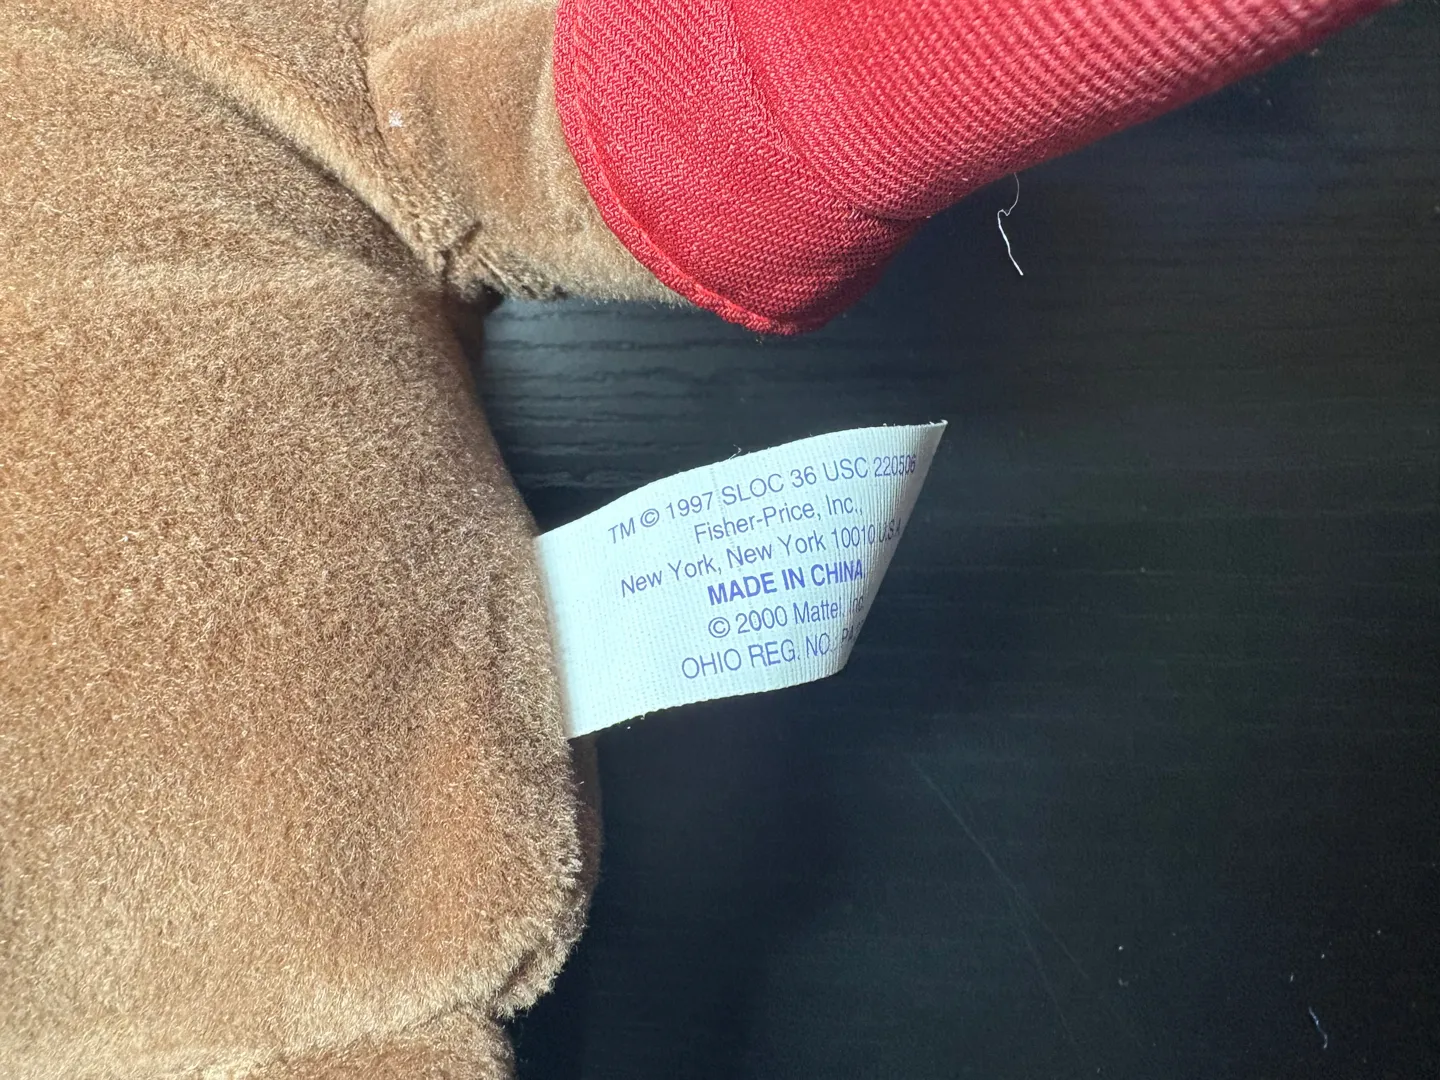 TM © 1997 SLOC 36 USC 220506
Fisher-Price, Inc.,
New York, New York 10010 U.S.A.
MADE IN CHINA
© 2000 Mattel, Inc.
OHIO REG. NO. PA